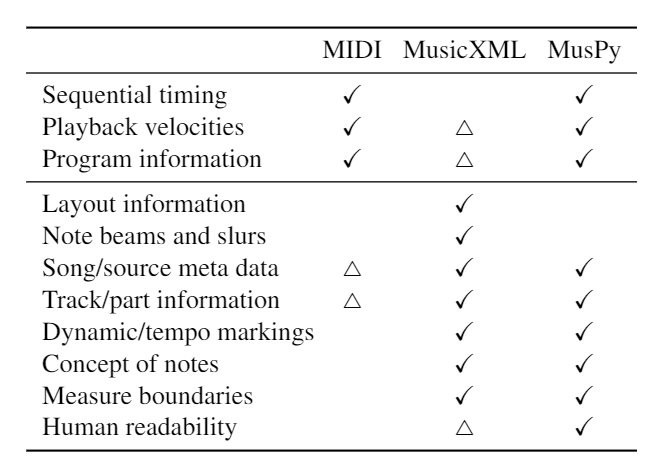 MIDI MusicXML MusPy
Sequential timing ✓ ✓
Playback velocities ✓ △ ✓
Program information ✓ △ ✓
Layout information ✓
Note beams and slurs ✓
Song/source meta data △ ✓ ✓
Track/part information △ ✓ ✓
Dynamic/tempo markings ✓ ✓
Concept of notes ✓ ✓
Measure boundaries ✓ ✓
Human readability △ ✓